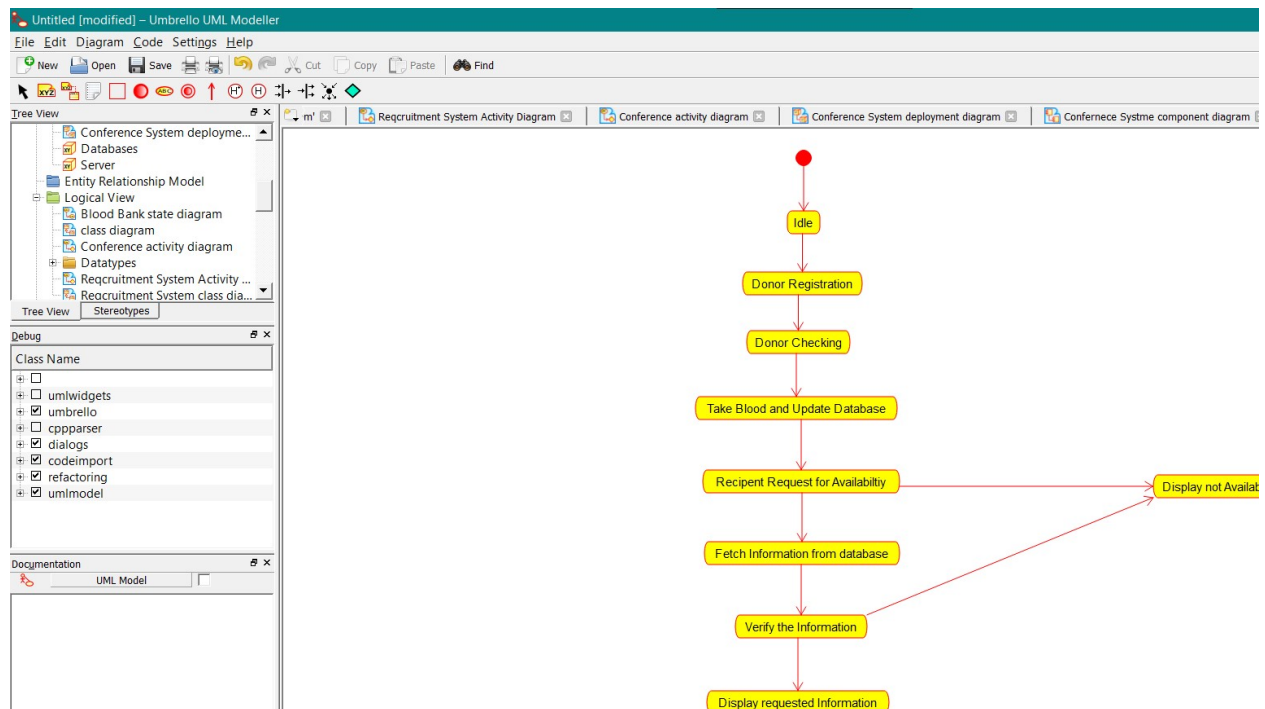 Untitled [modified] – Umbrello UML Modeller
File Edit Diagram Code Settings Help
New Open Save Cut Copy Paste Find
XYZ ABC H* H
Tree View
m' Reqcruitment System Activity Diagram Conference activity diagram Conference System deployment diagram Confernece Systme component diagram
Conference System deployme...
Databases
Server
Entity Relationship Model
Logical View
Blood Bank state diagram
class diagram
Conference activity diagram
Datatypes
Reqcruitment System Activity ...
Reqcruitment System class dia...
Tree View Stereotypes
Debug
Class Name
umlwidgets
umbrello
cppparser
dialogs
codeimport
refactoring
umlmodel
Documentation
UML Model
Idle
Donor Registration
Donor Checking
Take Blood and Update Database
Recipent Request for Availabiltiy
Display not Availab
Fetch Information from database
Verify the Information
Display requested Information